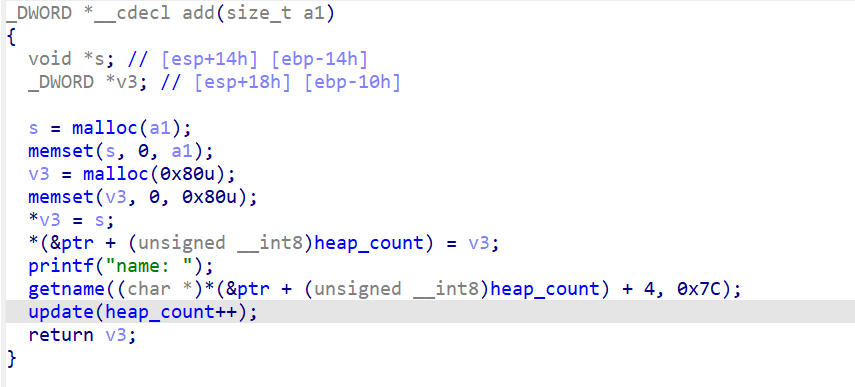 _DWORD *__cdecl add(size_t a1)
{
  void *s; // [esp+14h] [ebp-14h]
  _DWORD *v3; // [esp+18h] [ebp-10h]

  s = malloc(a1);
  memset(s, 0, a1);
  v3 = malloc(0x80u);
  memset(v3, 0, 0x80u);
  *v3 = s;
  *(&ptr + (unsigned __int8)heap_count) = v3;
  printf("name: ");
  getname((char *)*(&ptr + (unsigned __int8)heap_count) + 4, 0x7C);
  update(heap_count++);
  return v3;
}